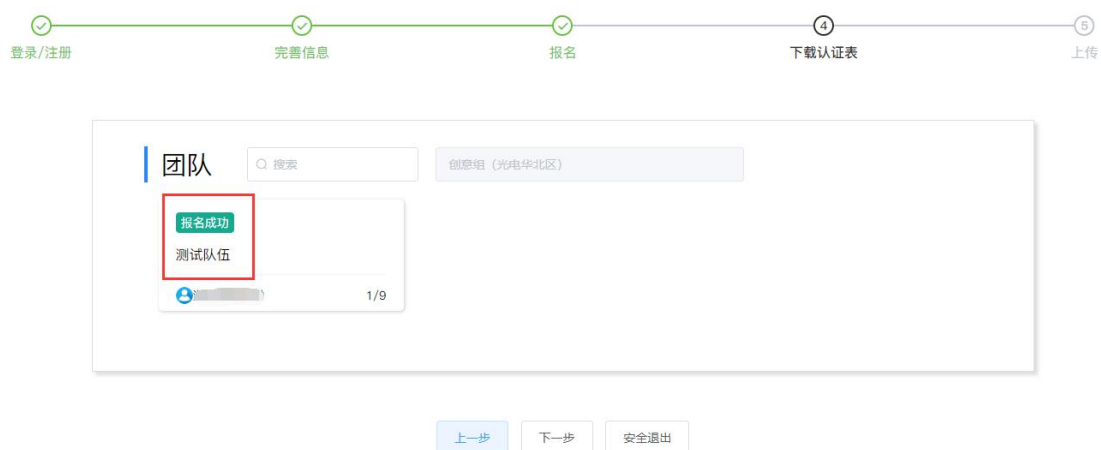 4
5
登录/注册
完善信息
报名
下载认证表
上传
团队
搜索
创意组（光电华北区）
报名成功
测试队伍
1/9
上一步
下一步
安全退出